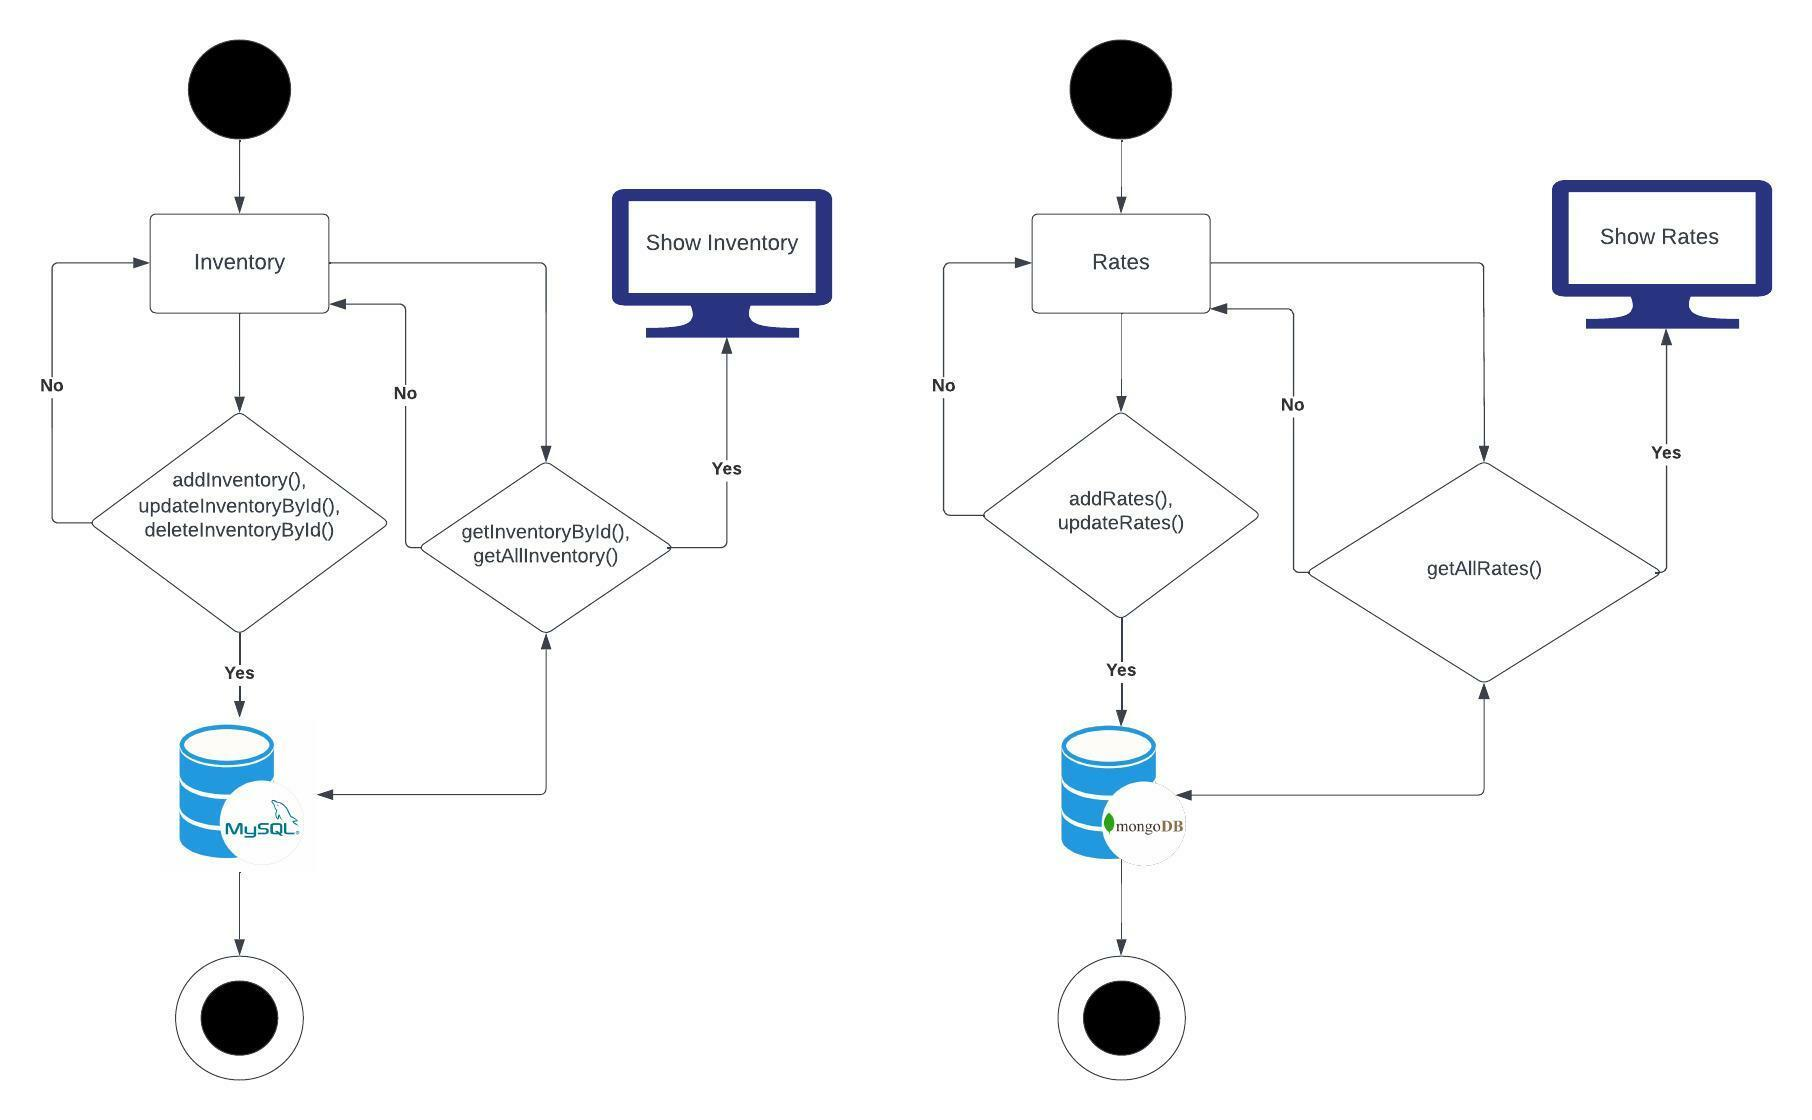 Inventory
Show Inventory
No
No
addInventory(),
updateInventoryById(),
deleteInventoryById()
getInventoryById(),
getAllInventory()
Yes
Yes
MySQL®
Rates
Show Rates
No
No
addRates(),
updateRates()
getAllRates()
Yes
Yes
mongoDB